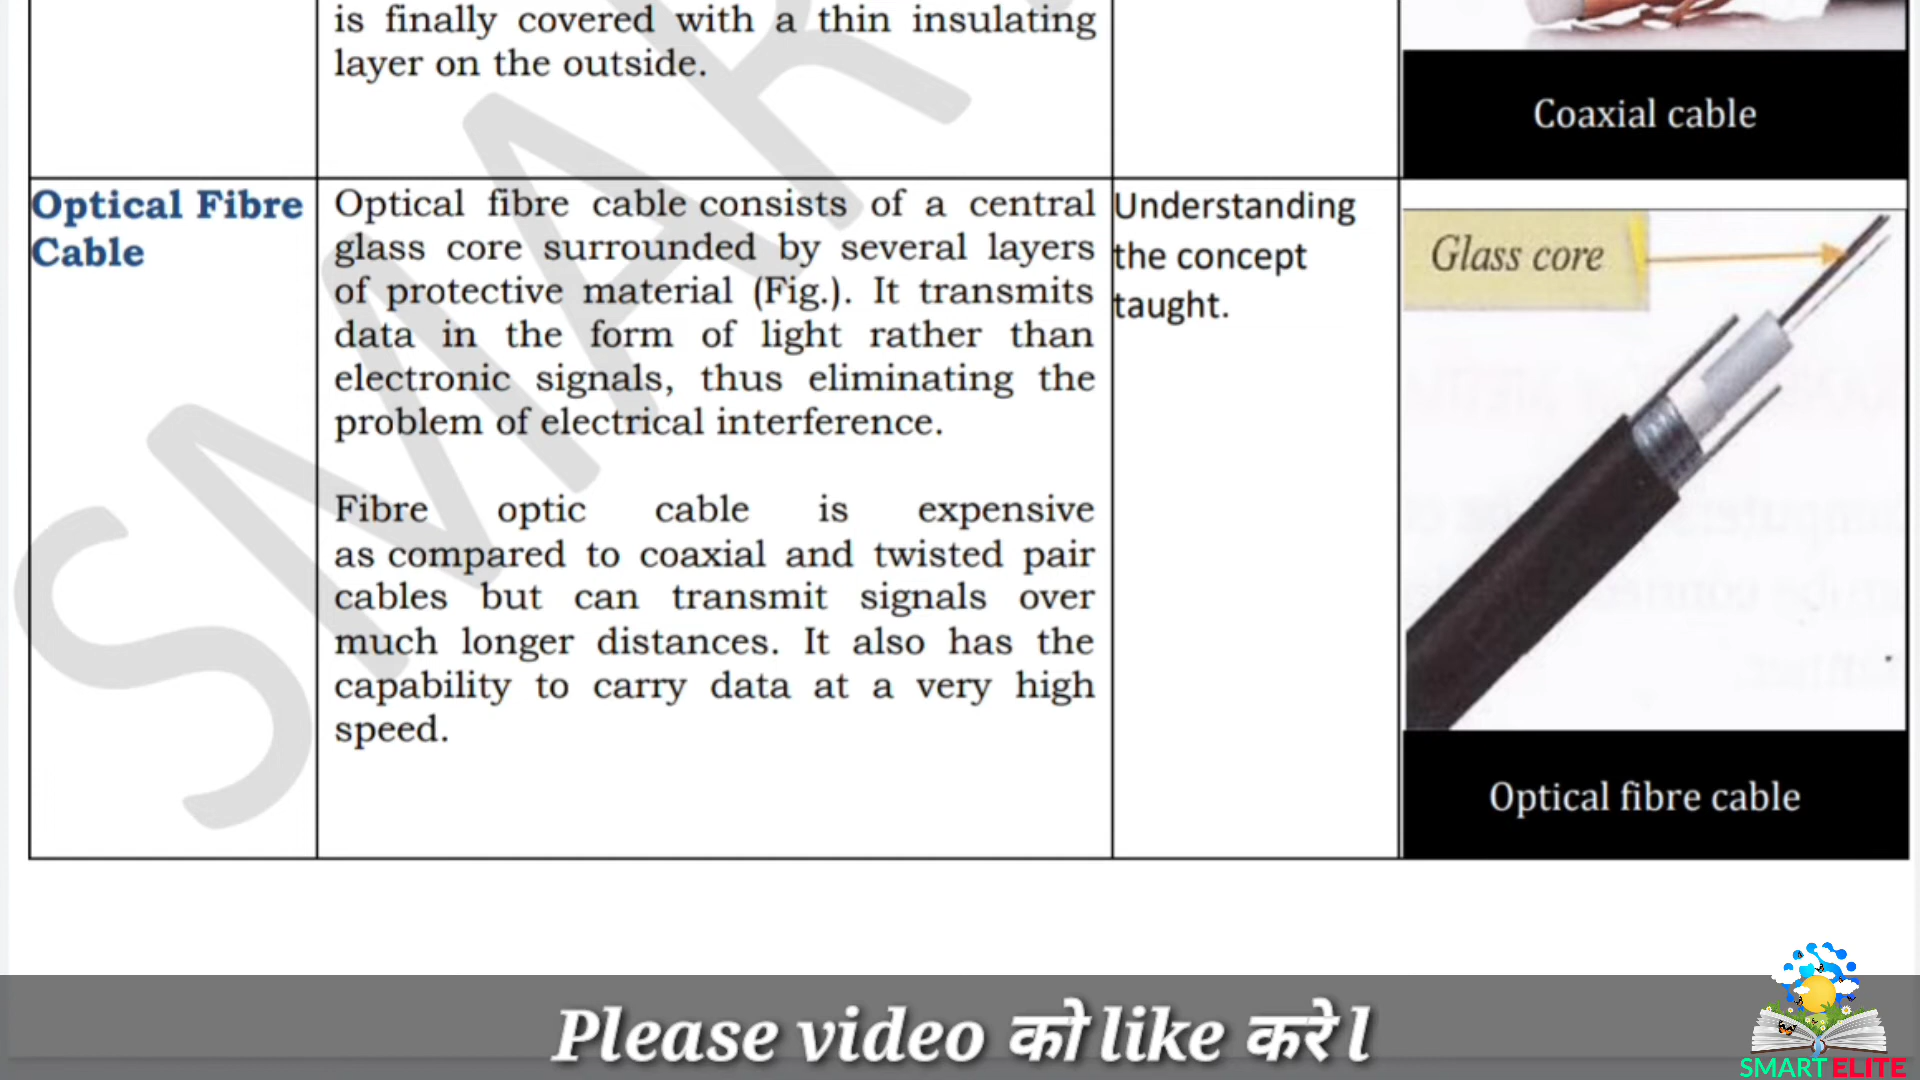 is finally covered with a thin insulating
layer on the outside.
Coaxial cable
Optical Fibre
Cable
Optical fibre cable consists of a central
glass core surrounded by several layers
of protective material (Fig.). It transmits
data in the form of light rather than
electronic signals, thus eliminating the
problem of electrical interference.
Fibre optic cable is expensive
as compared to coaxial and twisted pair
cables but can transmit signals over
much longer distances. It also has the
capability to carry data at a very high
speed.
Understanding
the concept
taught.
Glass core
Optical fibre cable
SMAR
Please video को like करे l
SMART ELITE